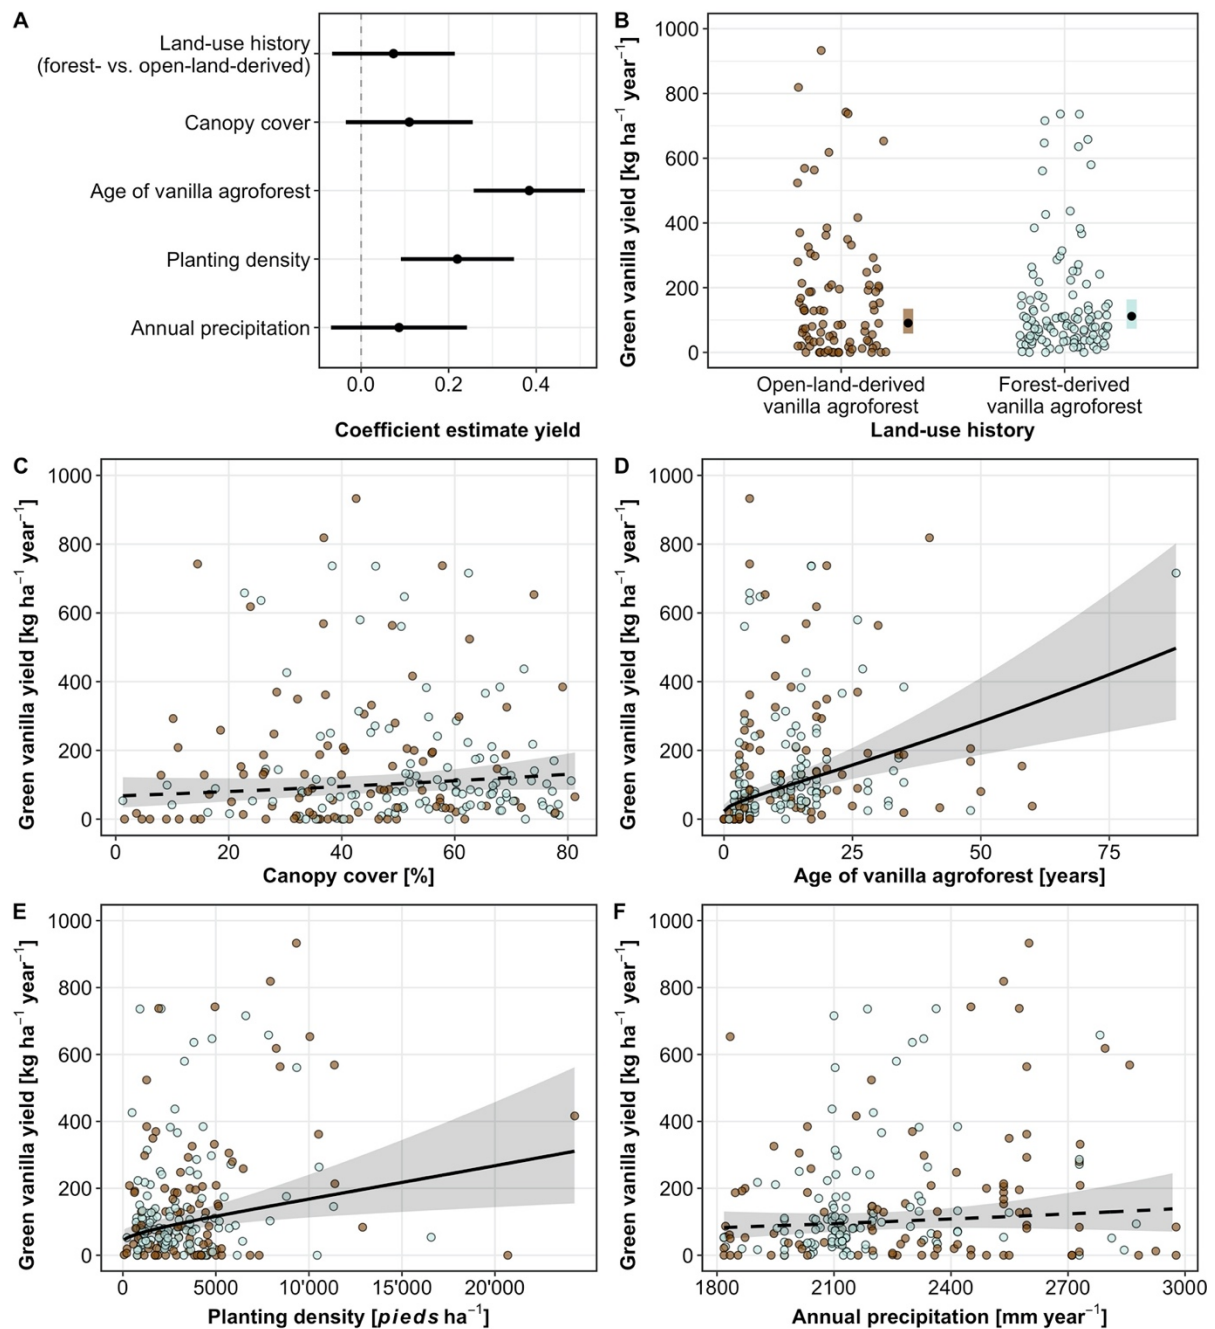 A
Land-use history
(forest- vs. open-land-derived)
Canopy cover
Age of vanilla agroforest
Planting density
Annual precipitation
0.0 0.2 0.4
Coefficient estimate yield
B
Green vanilla yield [kg ha⁻¹ year⁻¹]
1000
800
600
400
200
0
Open-land-derived
vanilla agroforest
Forest-derived
vanilla agroforest
Land-use history
C
Green vanilla yield [kg ha⁻¹ year⁻¹]
1000
800
600
400
200
0
0 20 40 60 80
Canopy cover [%]
D
Green vanilla yield [kg ha⁻¹ year⁻¹]
1000
800
600
400
200
0
0 25 50 75
Age of vanilla agroforest [years]
E
Green vanilla yield [kg ha⁻¹ year⁻¹]
1000
800
600
400
200
0
0 5000 10000 15000 20000
Planting density [pieds ha⁻¹]
F
Green vanilla yield [kg ha⁻¹ year⁻¹]
1000
800
600
400
200
0
1800 2100 2400 2700 3000
Annual precipitation [mm year⁻¹]